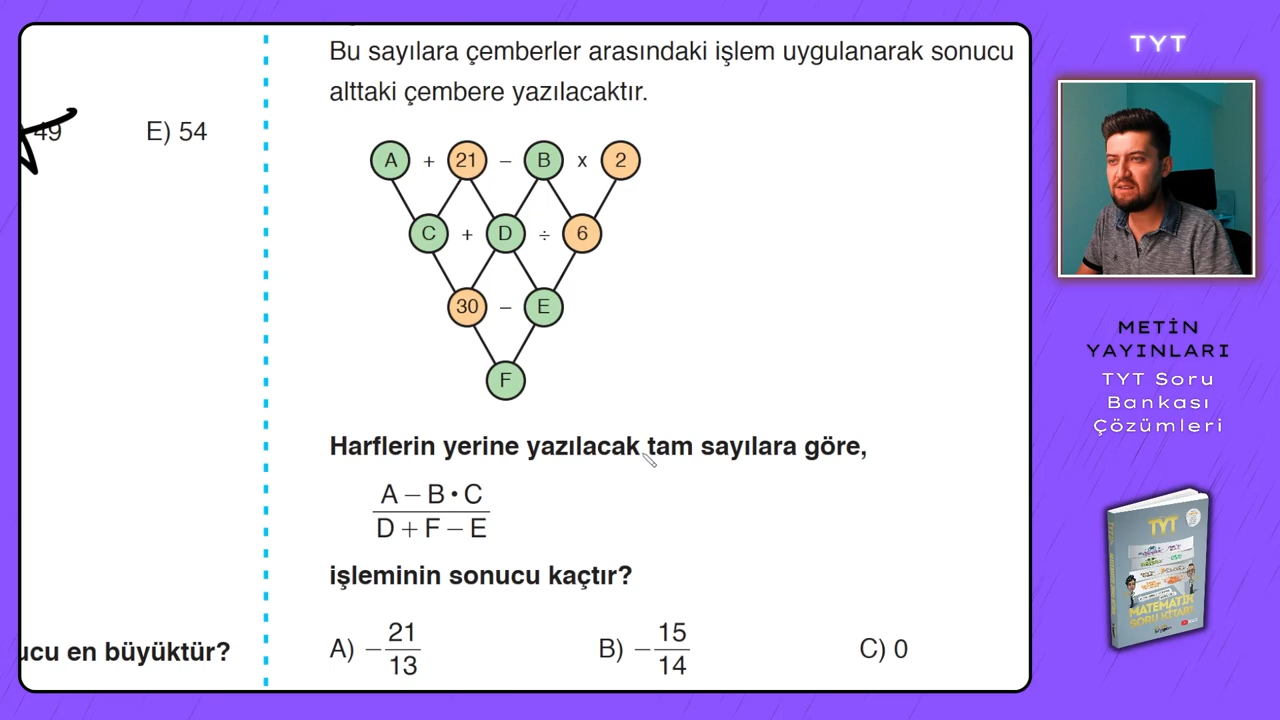 49
E) 54
ucu en büyüktür?
Bu sayılara çemberler arasındaki işlem uygulanarak sonucu
alttaki çembere yazılacaktır.
A + 21 − B x 2
C + D ÷ 6
30 − E
F
Harflerin yerine yazılacak tam sayılara göre,
A − B • C
D + F − E
işleminin sonucu kaçtır?
A) −21/13 B) −15/14 C) 0
TYT
METİN
YAYINLARI
TYT Soru
Bankası
Çözümleri
TYT
MATEMATİK
SORU KİTABI